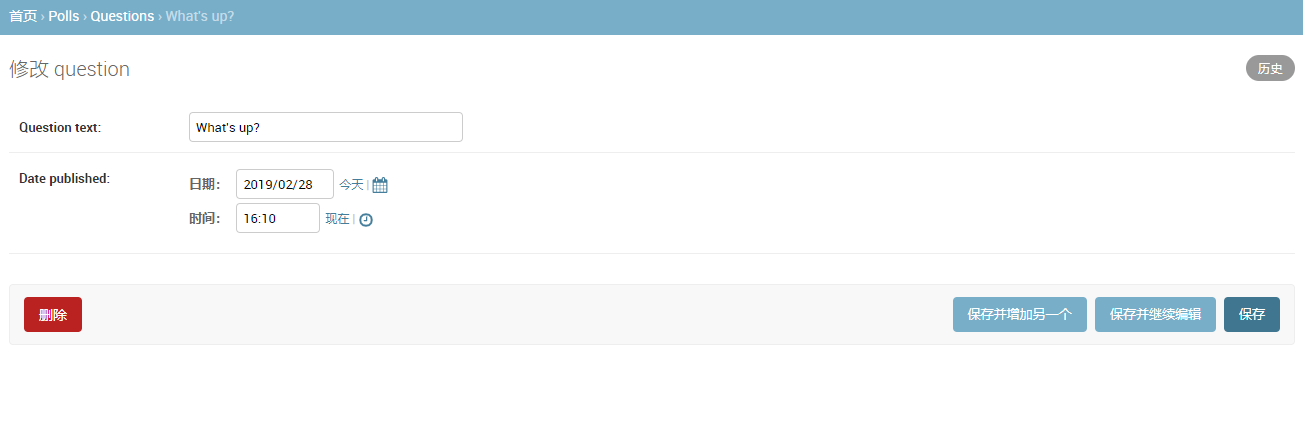 首页 › Polls › Questions › What's up?
修改 question
历史
Question text:
What's up?
Date published:
日期：
2019/02/28
今天 |
时间：
16:10
现在 |
删除
保存并增加另一个
保存并继续编辑
保存